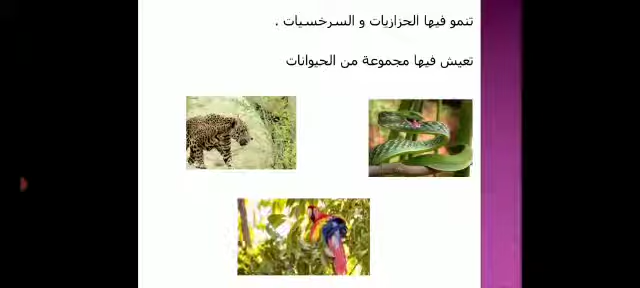 تنمو فيها الحزازيات و السرخسيات .
تعيش فيها مجموعة من الحيوانات